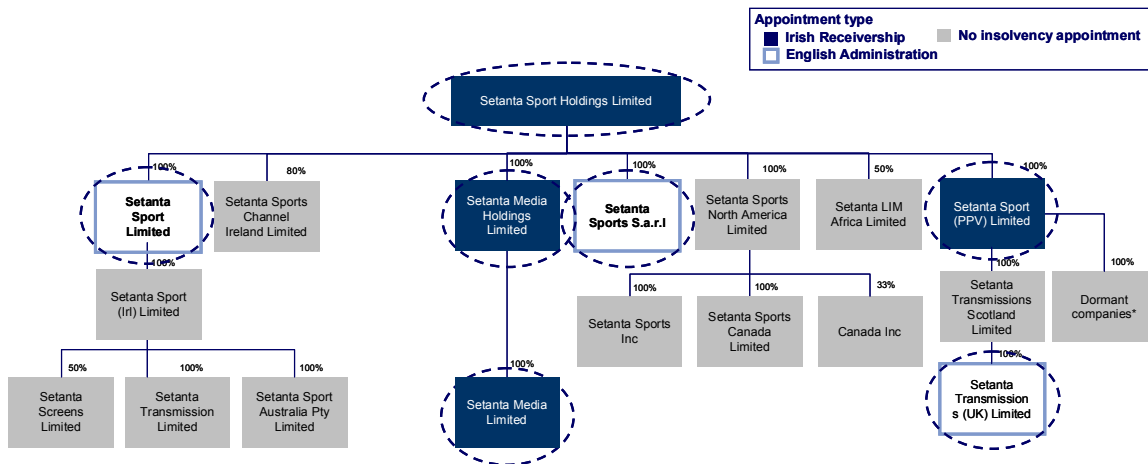 Appointment type
Irish Receivership
No insolvency appointment
English Administration
Setanta Sport Holdings Limited
100%
80%
100%
100%
100%
50%
100%
Setanta
Sport
Limited
Setanta Sports
Channel
Ireland Limited
Setanta Media
Holdings
Limited
Setanta
Sports S.a.r.l
Setanta Sports
North America
Limited
Setanta LIM
Africa Limited
Setanta Sport
(PPV) Limited
100%
100%
100%
33%
100%
100%
Setanta Sport
(Irl) Limited
Setanta Sports
Inc
Setanta Sports
Canada
Limited
Canada Inc
Setanta
Transmissions
Scotland
Limited
Dormant
companies*
50%
100%
100%
100%
100%
Setanta
Screens
Limited
Setanta
Transmission
Limited
Setanta Sport
Australia Pty
Limited
Setanta Media
Limited
Setanta
Transmission
s (UK) Limited